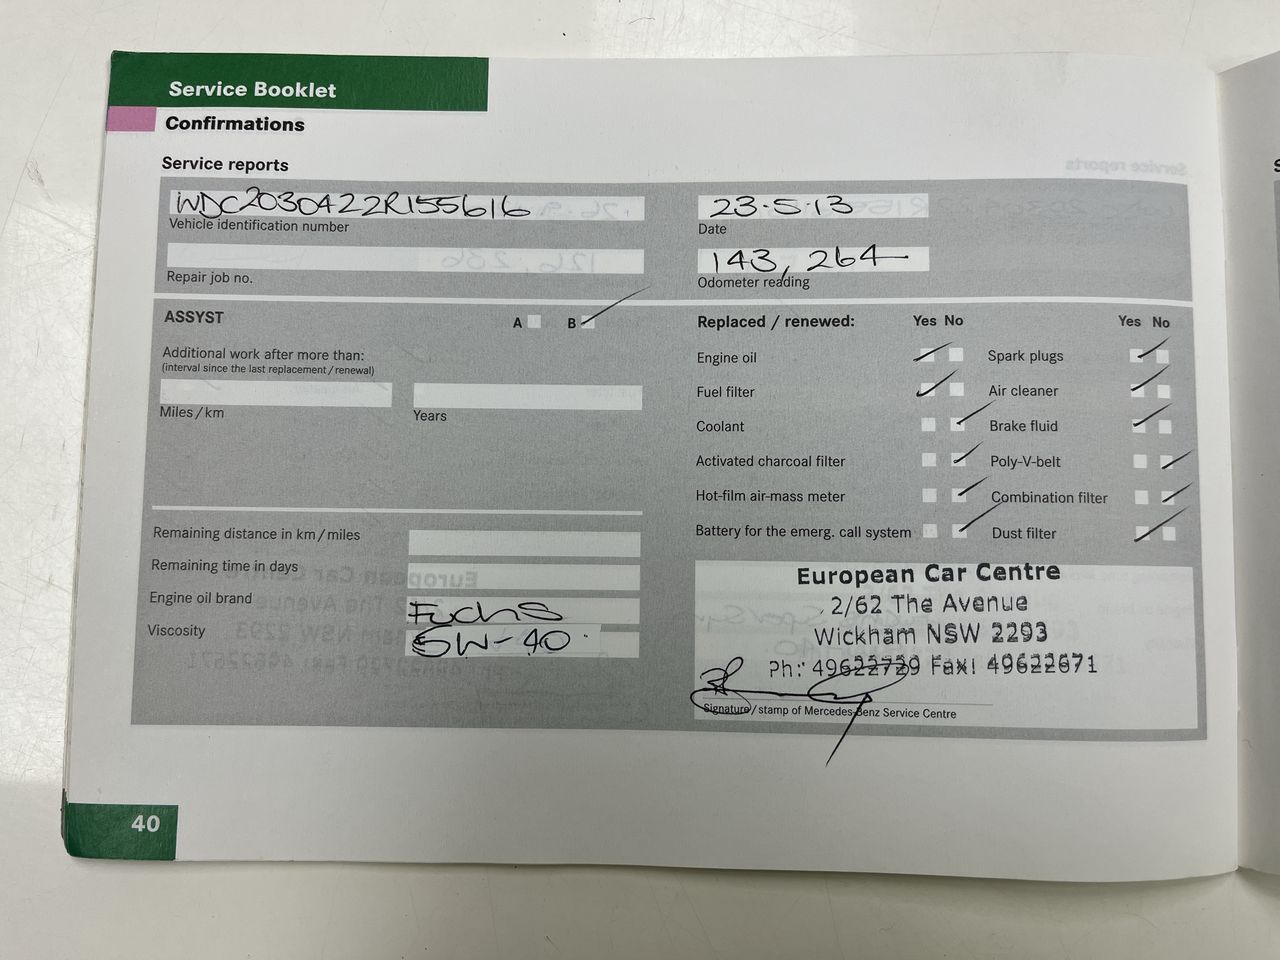 Service Booklet
Confirmations
Service reports
WDC2030422R155616
Vehicle identification number
23.5.13
Date
Repair job no.
143,264
Odometer reading
ASSYST A B
Additional work after more than:
(interval since the last replacement/renewal)
Miles/km
Years
Remaining distance in km/miles
Remaining time in days
Engine oil brand Fuchs
Viscosity 5W-40
Replaced / renewed: Yes No Yes No
Engine oil Spark plugs
Fuel filter Air cleaner
Coolant Brake fluid
Activated charcoal filter Poly-V-belt
Hot-film air-mass meter Combination filter
Battery for the emerg. call system Dust filter
European Car Centre
2/62 The Avenue
Wickham NSW 2293
Ph: 49622729 Fax: 49622671
Signature/stamp of Mercedes-Benz Service Centre
40